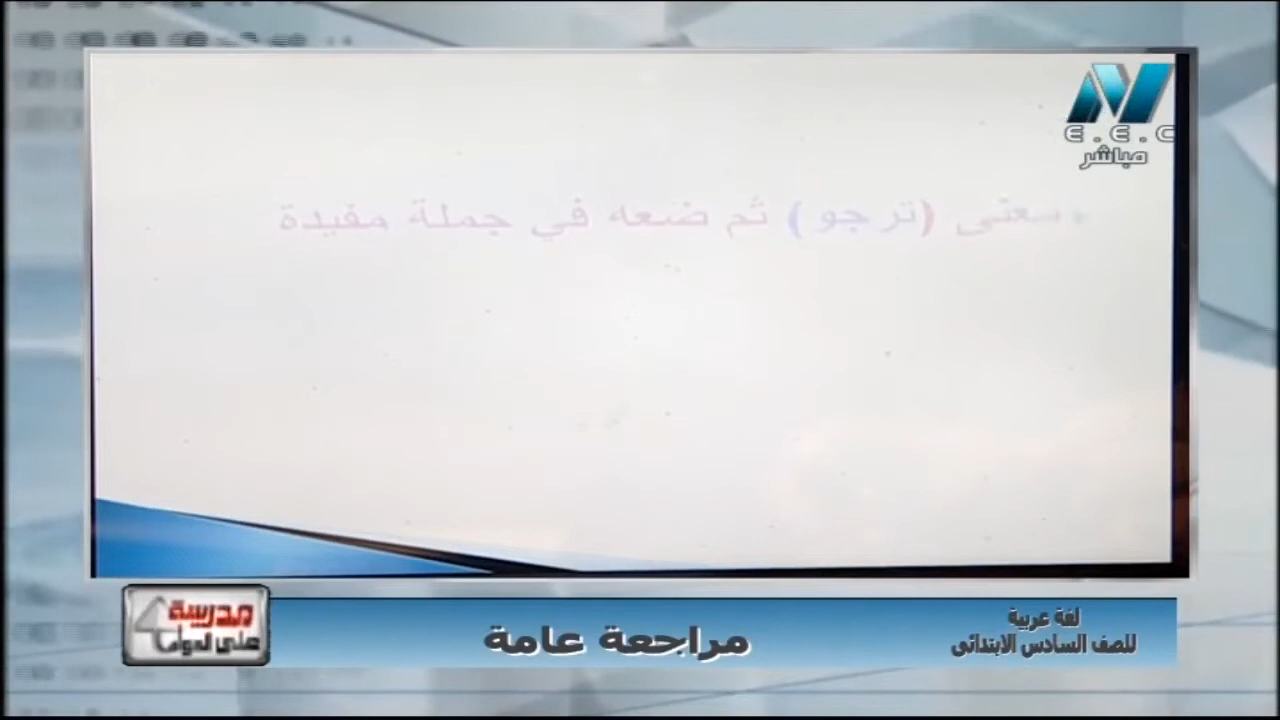 E.E.C
مباشر
معنى (ترجو) ثم ضعه في جملة مفيدة
لغة عربية
للصف السادس الابتدائى
مراجعة عامة
مدرسة
على الهواء